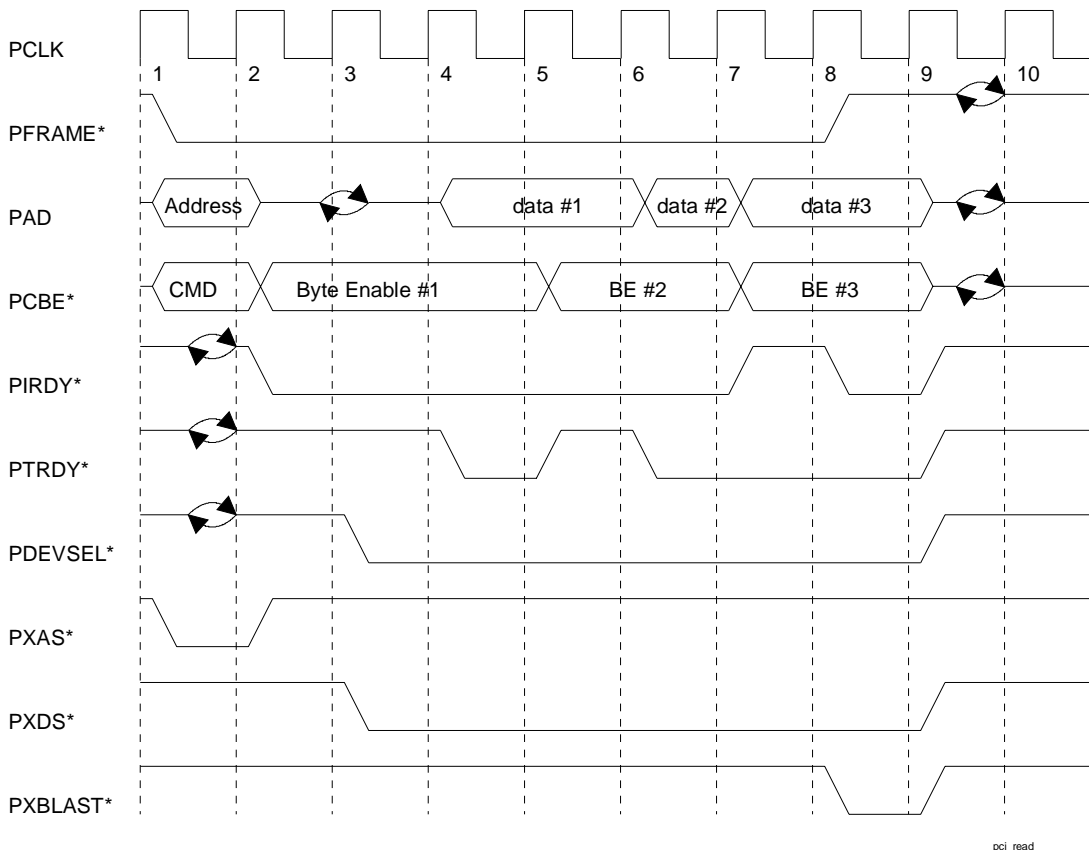 PCLK
1 2 3 4 5 6 7 8 9 10
PFRAME*
PAD
Address data #1 data #2 data #3
PCBE*
CMD Byte Enable #1 BE #2 BE #3
PIRDY*
PTRDY*
PDEVSEL*
PXAS*
PXDS*
PXBLAST*
pci_read